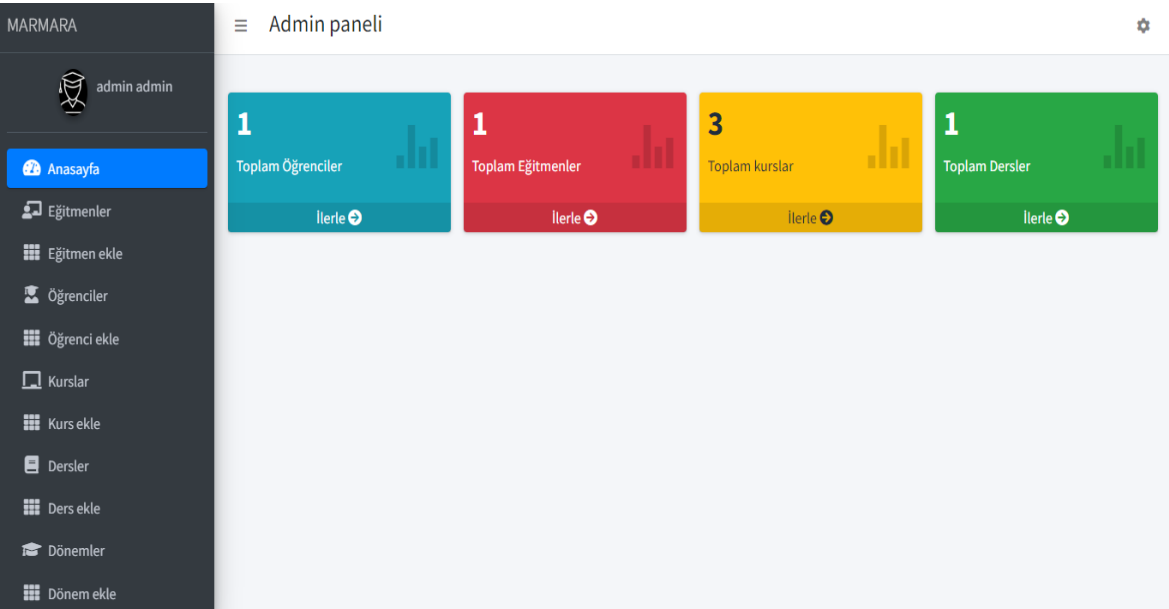 MARMARA
admin admin
Anasayfa
Eğitmenler
Eğitmen ekle
Öğrenciler
Öğrenci ekle
Kurslar
Kurs ekle
Dersler
Ders ekle
Dönemler
Dönem ekle
Admin paneli
1
Toplam Öğrenciler
İlerle
1
Toplam Eğitmenler
İlerle
3
Toplam kurslar
İlerle
1
Toplam Dersler
İlerle